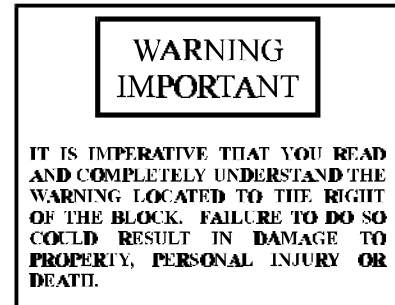 WARNING
IMPORTANT
IT IS IMPERATIVE THAT YOU READ
AND COMPLETELY UNDERSTAND THE
WARNING LOCATED TO THE RIGHT
OF THE BLOCK. FAILURE TO DO SO
COULD RESULT IN DAMAGE TO
PROPERTY, PERSONAL INJURY OR
DEATH.